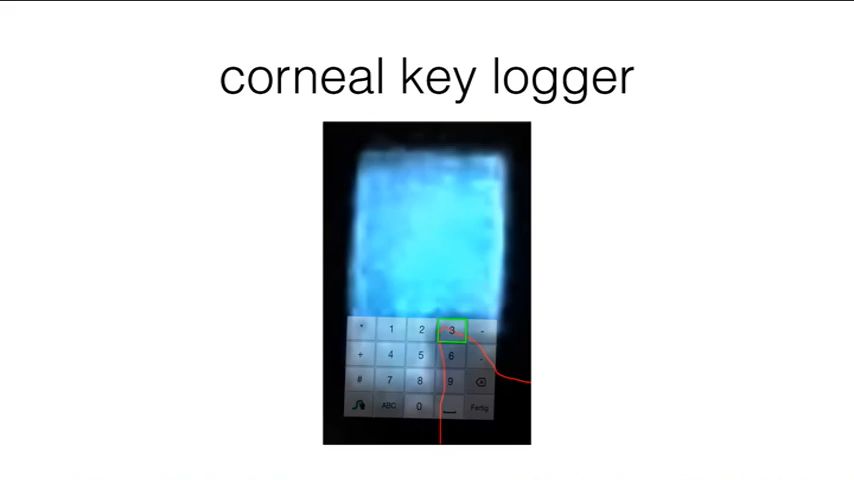 corneal key logger
* 1 2 3 -
+ 4 5 6 .
# 7 8 9
ABC 0 Fertig